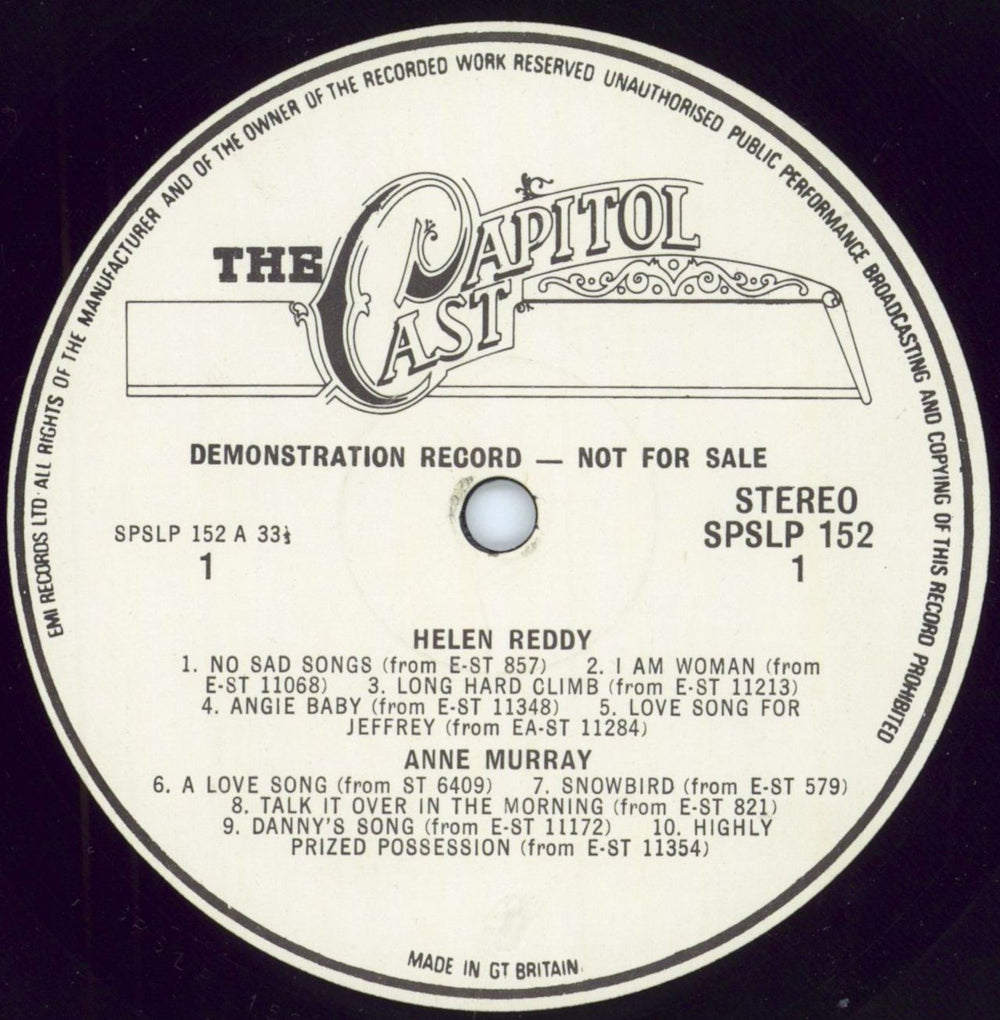 EMI RECORDS LTD· ALL RIGHTS OF THE MANUFACTURER AND OF THE OWNER OF THE RECORDED WORK RESERVED UNAUTHORISED PUBLIC PERFORMANCE BROADCASTING AND COPYING OF THIS RECORD PROHIBITED
THE CAPITOL
CAST
DEMONSTRATION RECORD — NOT FOR SALE
STEREO
SPSLP 152 A 33⅓ SPSLP 152
1 1
HELEN REDDY
1. NO SAD SONGS (from E-ST 857) 2. I AM WOMAN (from
E-ST 11068) 3. LONG HARD CLIMB (from E-ST 11213)
4. ANGIE BABY (from E-ST 11348) 5. LOVE SONG FOR
JEFFREY (from EA-ST 11284)
ANNE MURRAY
6. A LOVE SONG (from ST 6409) 7. SNOWBIRD (from E-ST 579)
8. TALK IT OVER IN THE MORNING (from E-ST 821)
9. DANNY'S SONG (from E-ST 11172) 10. HIGHLY
PRIZED POSSESSION (from E-ST 11354)
MADE IN GT BRITAIN.